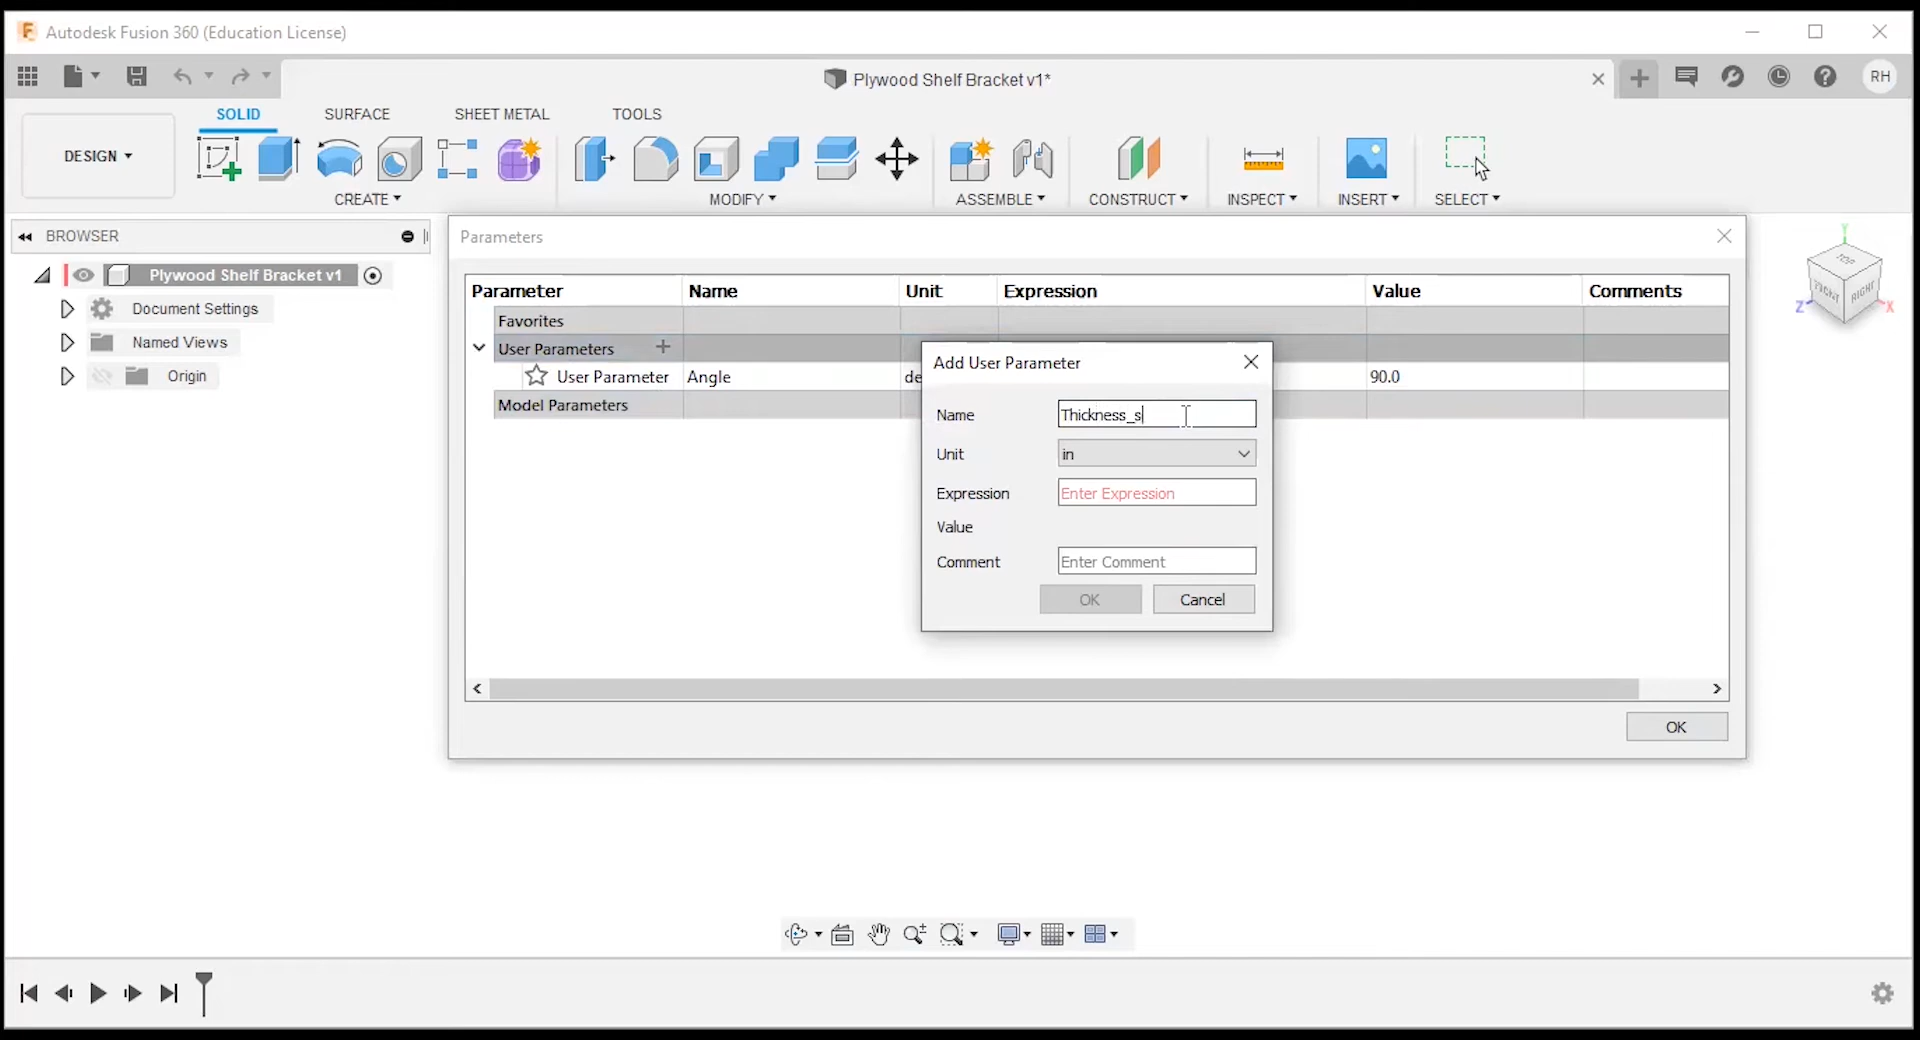 Autodesk Fusion 360 (Education License)
Plywood Shelf Bracket v1*
RH
SOLID
SURFACE
SHEET METAL
TOOLS
DESIGN
CREATE
MODIFY
ASSEMBLE
CONSTRUCT
INSPECT
INSERT
SELECT
BROWSER
Plywood Shelf Bracket v1
Document Settings
Named Views
Origin
Parameters
Parameter Name Unit Expression Value Comments
Favorites
User Parameters
User Parameter Angle de 90.0
Model Parameters
Add User Parameter
Name Thickness_s
Unit in
Expression Enter Expression
Value
Comment Enter Comment
OK Cancel
OK
Y
TOP
FRONT
RIGHT
Z
X